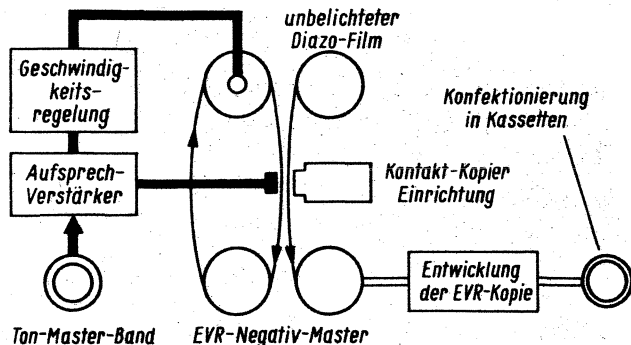 unbelichteter
Diazo-Film
Geschwindig-
keits-
regelung
Konfektionierung
in Kassetten
Aufsprech-
Verstärker
Kontakt-Kopier
Einrichtung
Entwicklung
der EVR-Kopie
Ton-Master-Band
EVR-Negativ-Master